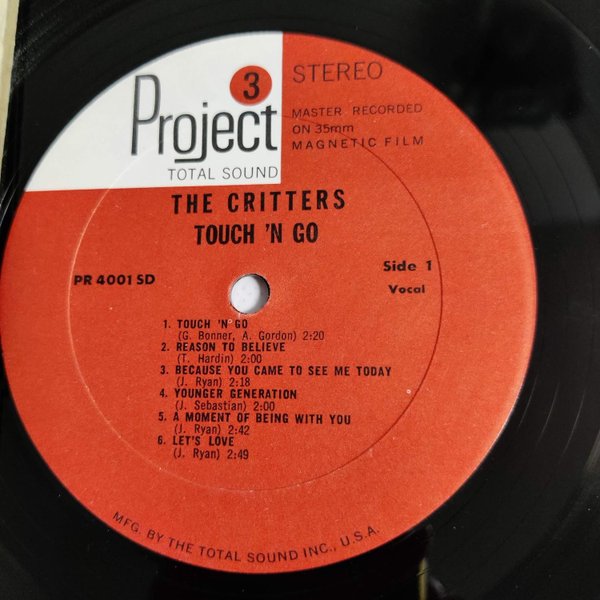 Project 3
TOTAL SOUND
STEREO
MASTER RECORDED
ON 35mm
MAGNETIC FILM
THE CRITTERS
TOUCH 'N GO
PR 4001 SD
Side 1
Vocal
1. TOUCH 'N GO
(G. Bonner, A. Gordon) 2:20
2. REASON TO BELIEVE
(T. Hardin) 2:00
3. BECAUSE YOU CAME TO SEE ME TODAY
(J. Ryan) 2:18
4. YOUNGER GENERATION
(J. Sebastian) 2:00
5. A MOMENT OF BEING WITH YOU
(J. Ryan) 2:42
6. LET'S LOVE
(J. Ryan) 2:49
MFG. BY THE TOTAL SOUND INC., U.S.A.